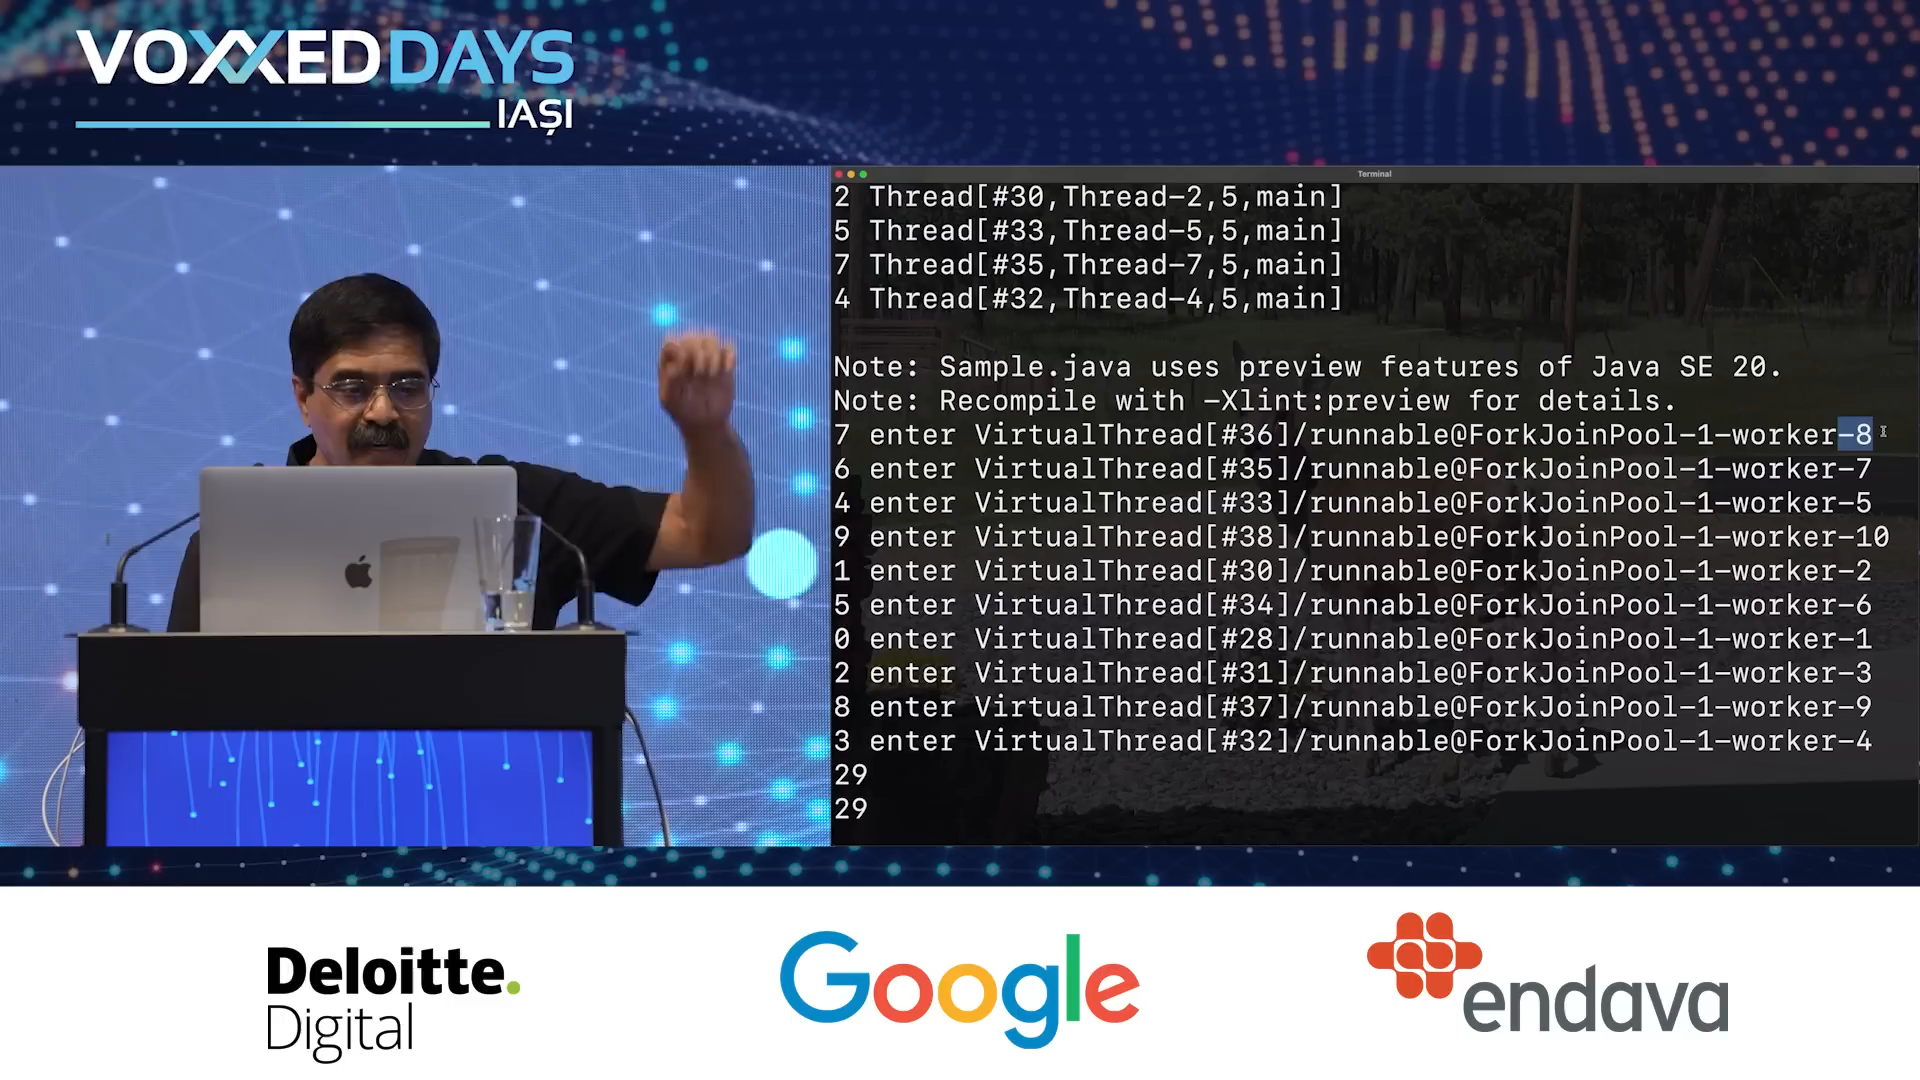 VOXXEDDAYS
IAȘI
Terminal
2 Thread[#30,Thread-2,5,main]
5 Thread[#33,Thread-5,5,main]
7 Thread[#35,Thread-7,5,main]
4 Thread[#32,Thread-4,5,main]
Note: Sample.java uses preview features of Java SE 20.
Note: Recompile with -Xlint:preview for details.
7 enter VirtualThread[#36]/runnable@ForkJoinPool-1-worker-8
6 enter VirtualThread[#35]/runnable@ForkJoinPool-1-worker-7
4 enter VirtualThread[#33]/runnable@ForkJoinPool-1-worker-5
9 enter VirtualThread[#38]/runnable@ForkJoinPool-1-worker-10
1 enter VirtualThread[#30]/runnable@ForkJoinPool-1-worker-2
5 enter VirtualThread[#34]/runnable@ForkJoinPool-1-worker-6
0 enter VirtualThread[#28]/runnable@ForkJoinPool-1-worker-1
2 enter VirtualThread[#31]/runnable@ForkJoinPool-1-worker-3
8 enter VirtualThread[#37]/runnable@ForkJoinPool-1-worker-9
3 enter VirtualThread[#32]/runnable@ForkJoinPool-1-worker-4
29
29
Deloitte.
Digital
Google
endava